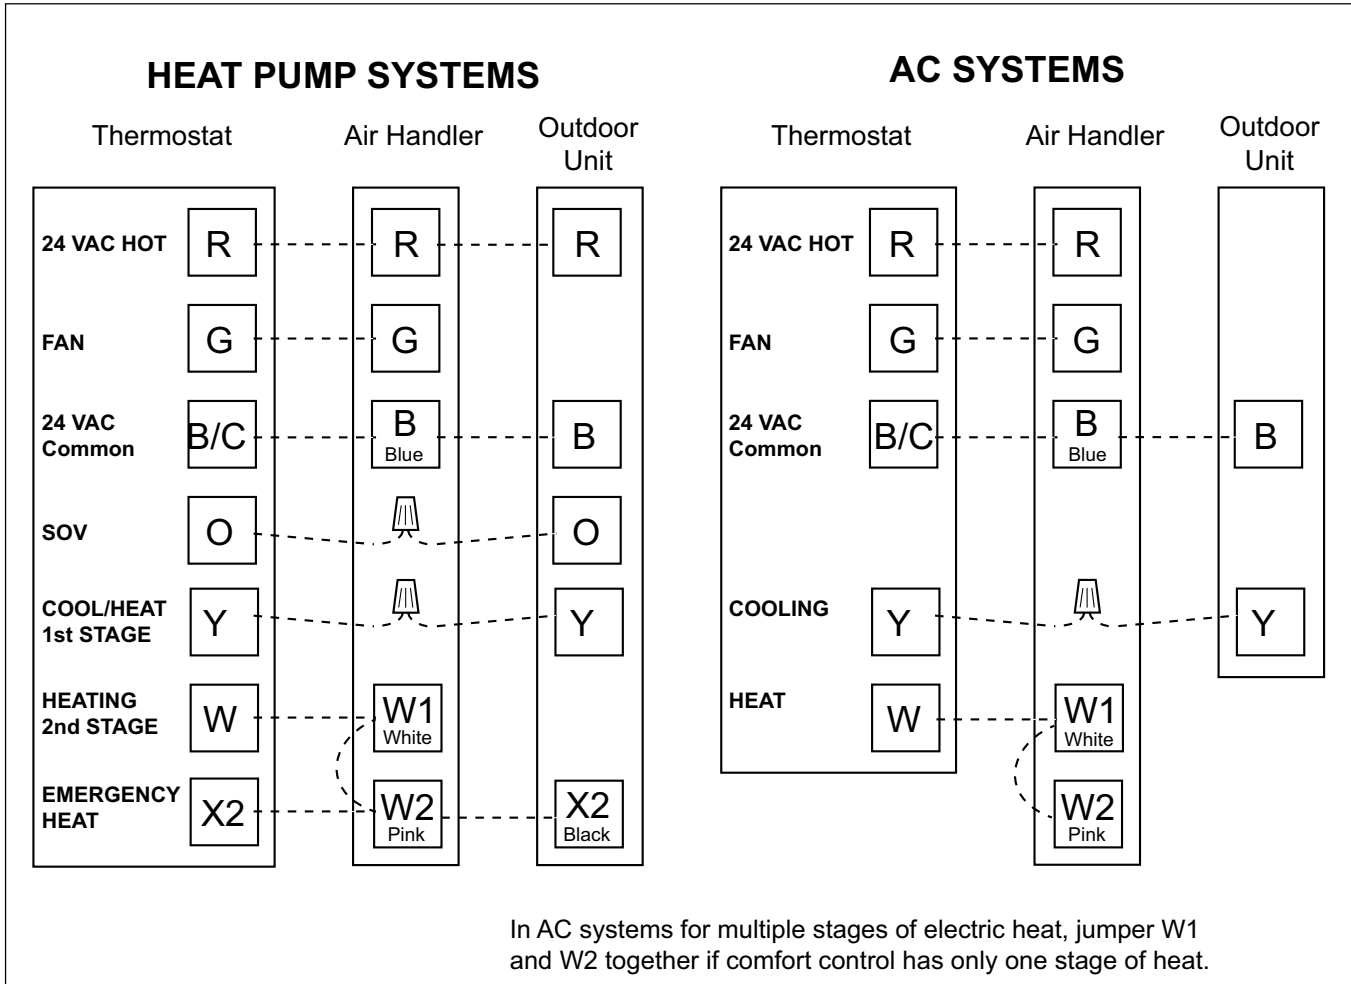 HEAT PUMP SYSTEMS
Thermostat
Air Handler
Outdoor
Unit
24 VAC HOT
R
R
R
FAN
G
G
24 VAC
Common
B/C
B
Blue
B
SOV
O
O
COOL/HEAT
1st STAGE
Y
Y
HEATING
2nd STAGE
W
W1
White
EMERGENCY
HEAT
X2
W2
Pink
X2
Black
AC SYSTEMS
Thermostat
Air Handler
Outdoor
Unit
24 VAC HOT
R
R
FAN
G
G
24 VAC
Common
B/C
B
Blue
B
COOLING
Y
Y
HEAT
W
W1
White
W2
Pink
In AC systems for multiple stages of electric heat, jumper W1
and W2 together if comfort control has only one stage of heat.